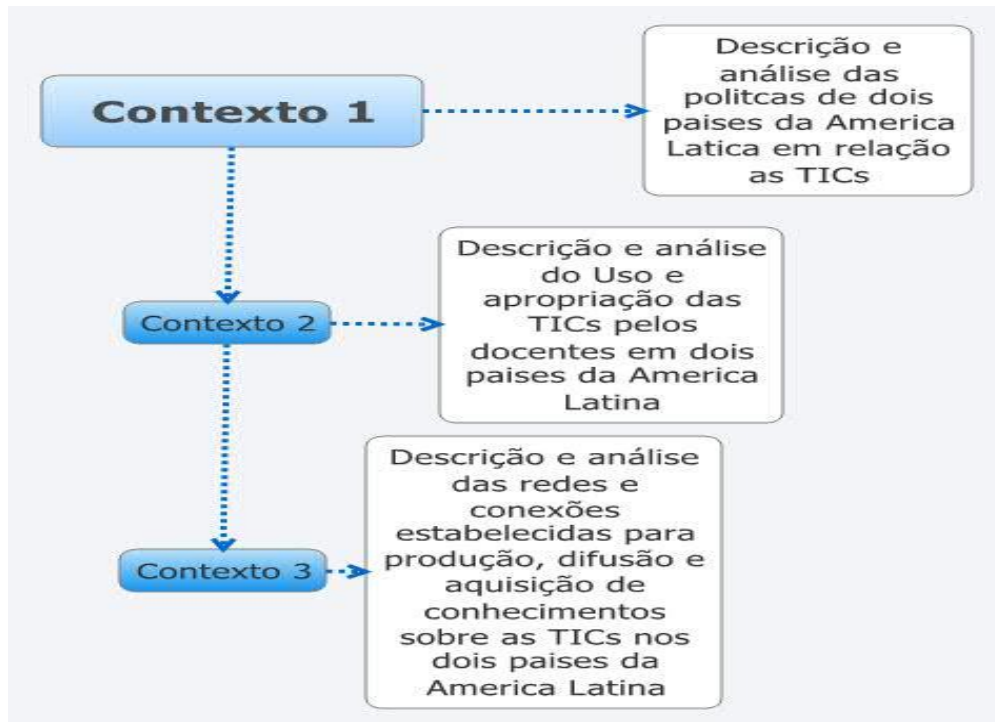 Contexto 1
Descrição e
análise das
politcas de dois
paises da America
Latica em relação
as TICs
Contexto 2
Descrição e análise
do Uso e
apropriação das
TICs pelos
docentes em dois
paises da America
Latina
Contexto 3
Descrição e análise
das redes e
conexões
estabelecidas para
produção, difusão e
aquisição de
conhecimentos
sobre as TICs nos
dois paises da
America Latina